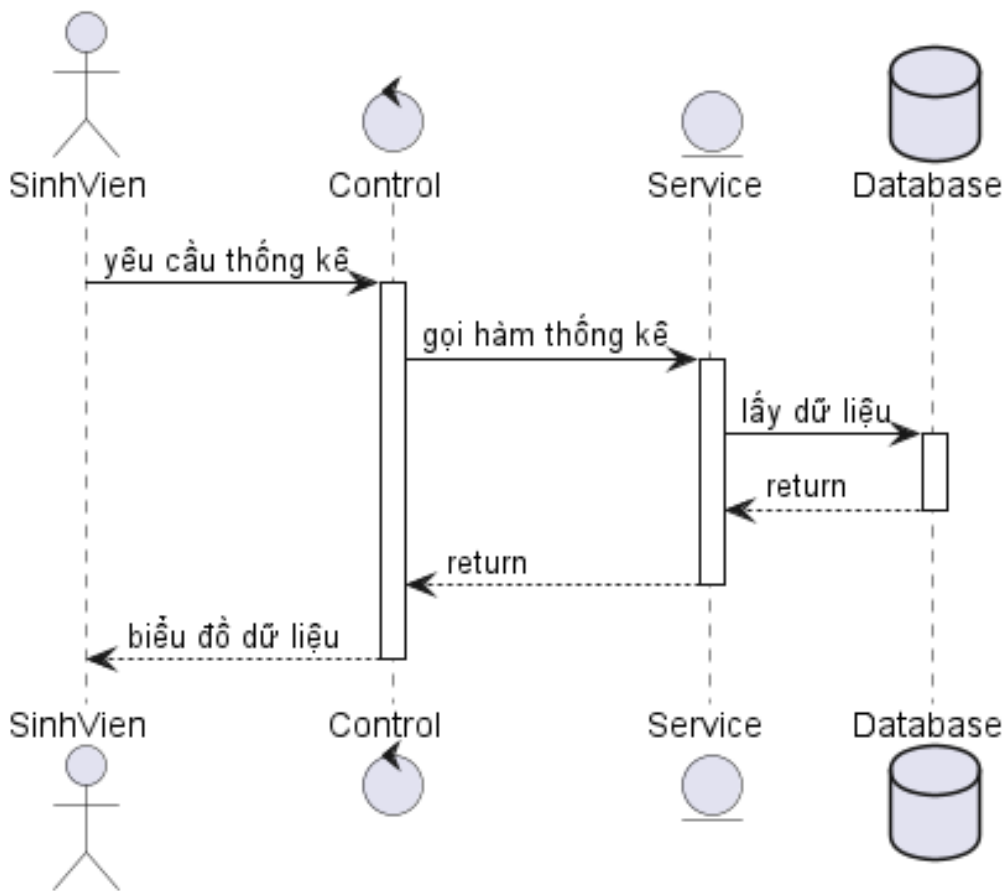 SinhVien
Control
Service
Database
yêu cầu thống kê
gọi hàm thống kê
lấy dữ liệu
return
return
biểu đồ dữ liệu
SinhVien
Control
Service
Database